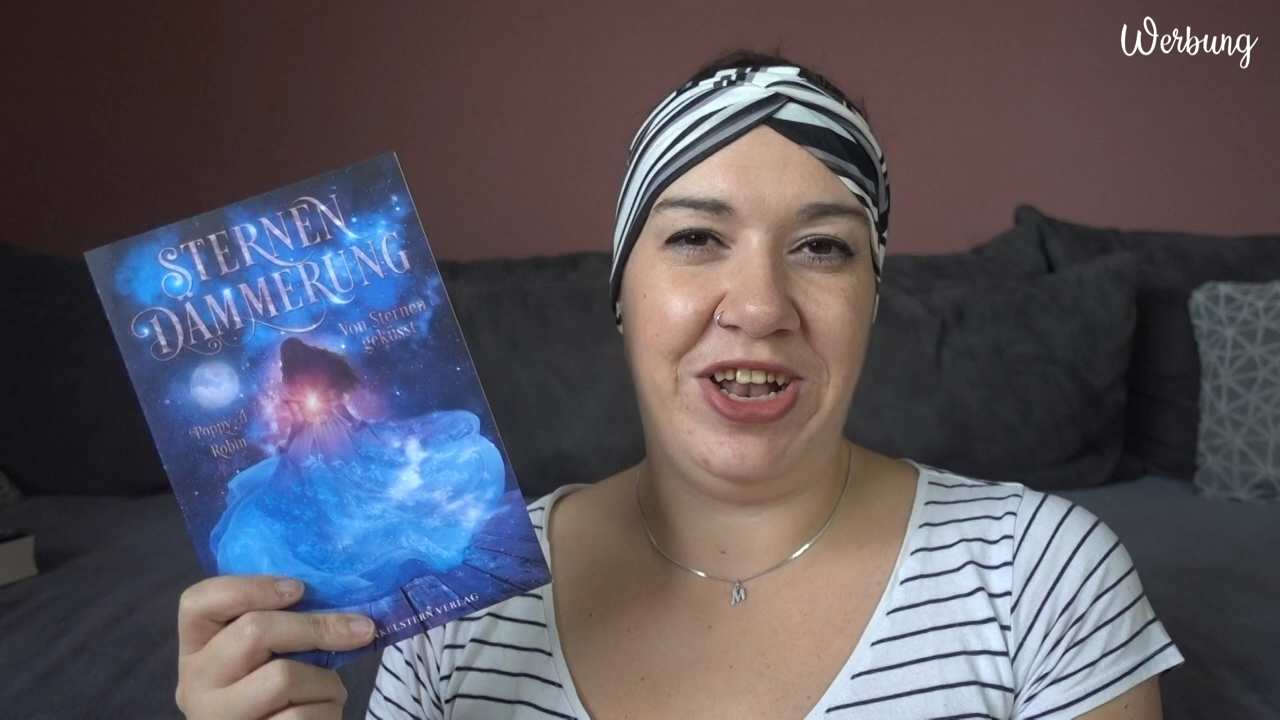 Werbung
STERNEN
DÄMMERUNG
Von Sternen
geküsst
Poppy A
Robin
VERLAG
M